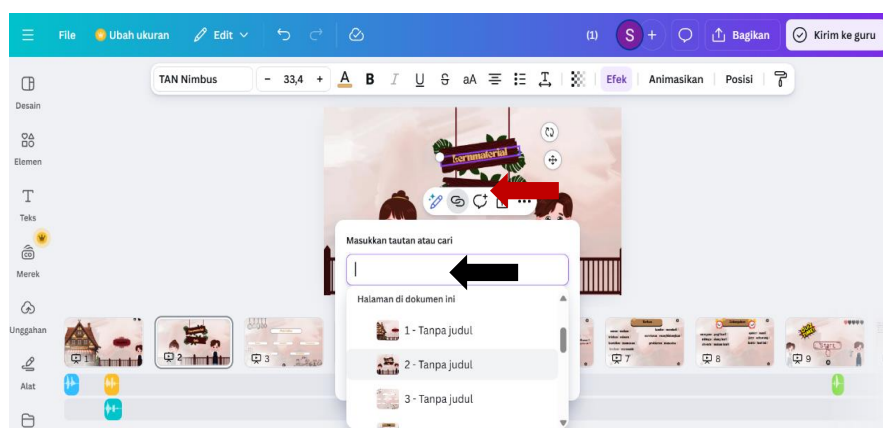 File Ubah ukuran Edit (1) S + Bagikan Kirim ke guru
TAN Nimbus - 33,4 + A B I U S aA Efek Animasikan Posisi
Desain
Elemen
Teks
Merek
Unggahan
Alat
Masukkan tautan atau cari
Halaman di dokumen ini
1 - Tanpa judul
2 - Tanpa judul
3 - Tanpa judul
1
2
3
7
8
9